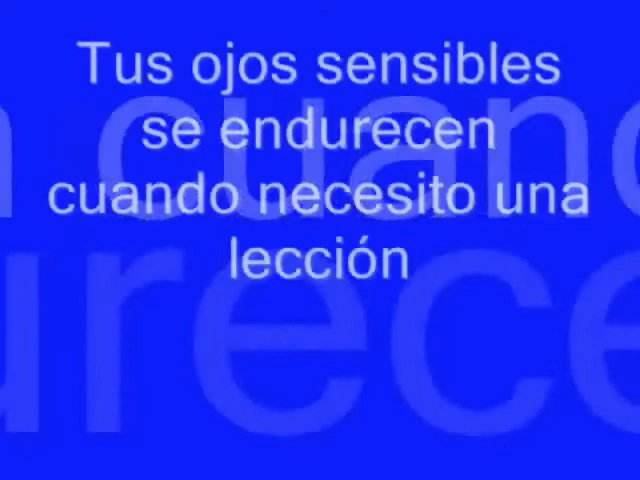 Tus ojos sensibles
se endurecen
cuando necesito una
lección